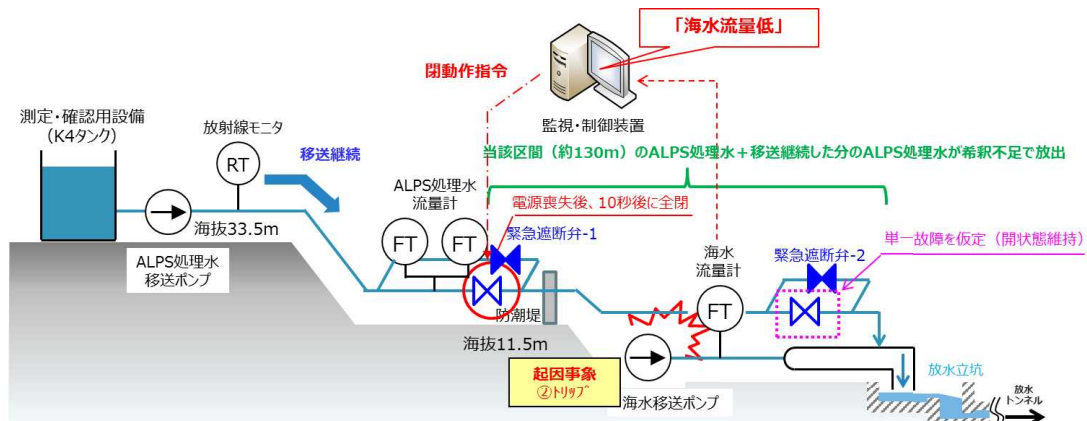 「海水流量低」
閉動作指令
測定・確認用設備
(K4タンク)
放射線モニタ
監視・制御装置
RT
移送継続
当該区間（約130m）のALPS処理水＋移送継続した分のALPS処理水が希釈不足で放出
ALPS処理水
流量計
電源喪失後、10秒後に全閉
海抜33.5m
FT
FT
緊急遮断弁-1
海水
流量計
緊急遮断弁-2
単一故障を仮定（開状態維持）
ALPS処理水
移送ポンプ
防潮堤
FT
海抜11.5m
起因事象
②トリップ
海水移送ポンプ
放水立坑
放水
トンネル